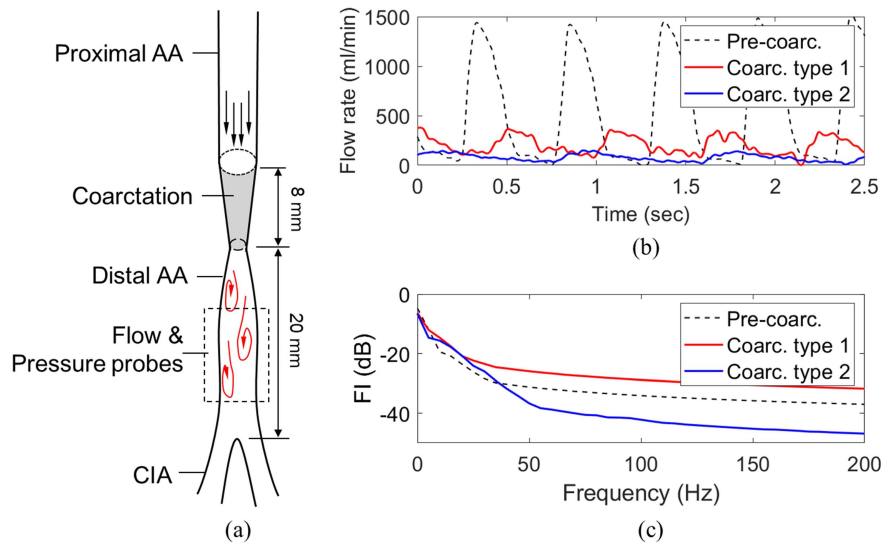 (a)
Proximal AA
Coarctation
8 mm
Distal AA
Flow &
Pressure probes
20 mm
CIA
1500
1000
500
0
Flow rate (ml/min)
Pre-coarc.
Coarc. type 1
Coarc. type 2
0
0.5
1
1.5
2
2.5
Time (sec)
(b)
0
-20
-40
FI (dB)
Pre-coarc.
Coarc. type 1
Coarc. type 2
0
50
100
150
200
Frequency (Hz)
(c)